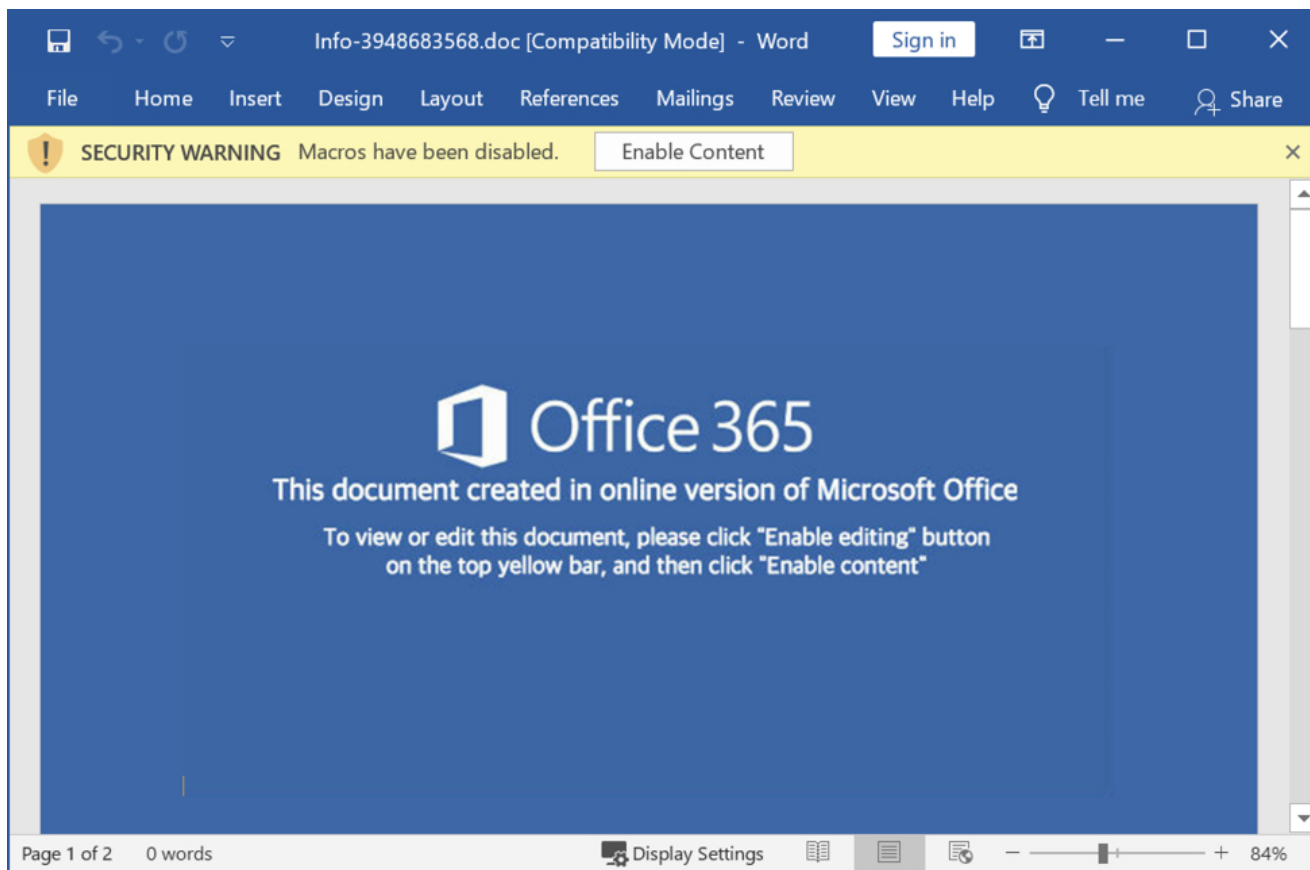 Info-3948683568.doc [Compatibility Mode] - Word Sign in
File Home Insert Design Layout References Mailings Review View Help Tell me Share
SECURITY WARNING Macros have been disabled. Enable Content
Office 365
This document created in online version of Microsoft Office
To view or edit this document, please click "Enable editing" button
on the top yellow bar, and then click "Enable content"
Page 1 of 2 0 words Display Settings 84%